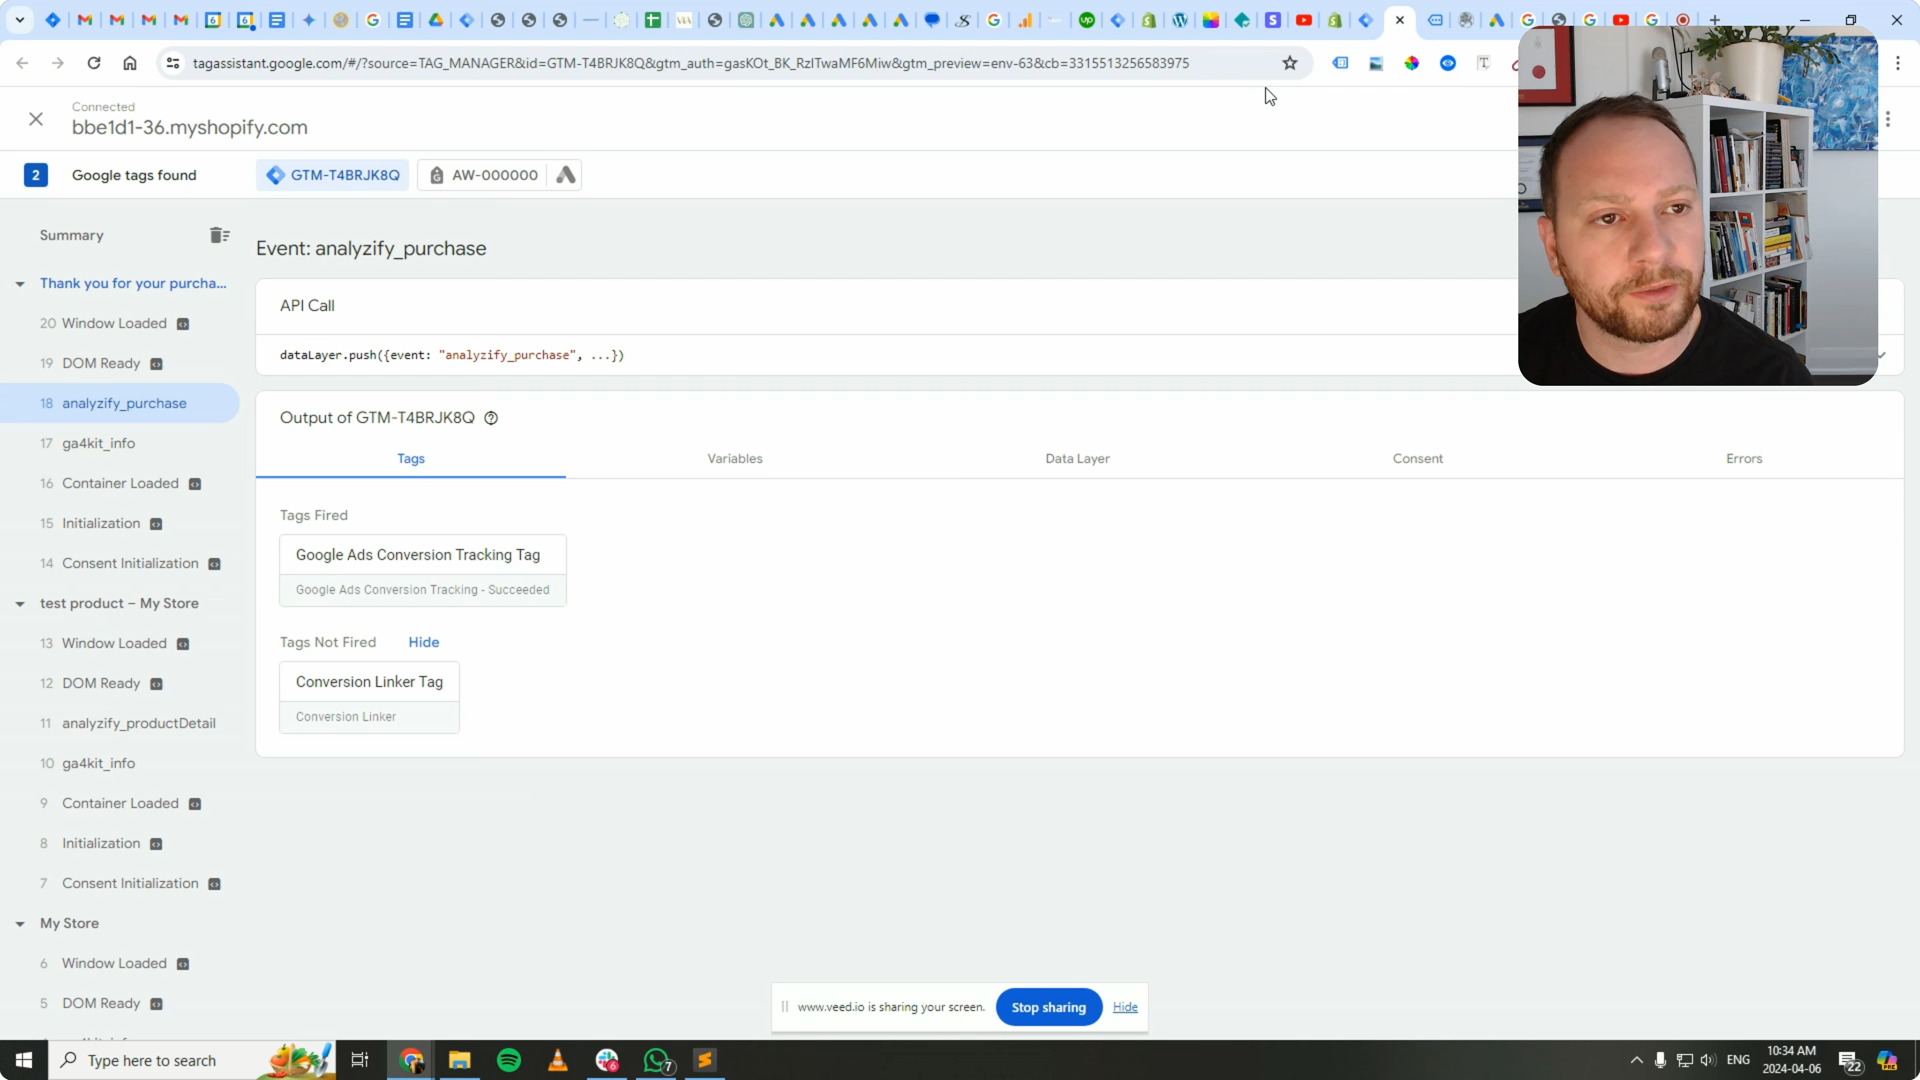 tagassistant.google.com/#/?source=TAG_MANAGER&id=GTM-T4BRJK8Q&gtm_auth=gasKOt_BK_RzITwaMF6Miw&gtm_preview=env-63&cb=3315513256583975
Connected
bbe1d1-36.myshopify.com
2 Google tags found
GTM-T4BRJK8Q
AW-000000
Summary
Thank you for your purcha...
20 Window Loaded
19 DOM Ready
18 analyzify_purchase
17 ga4kit_info
16 Container Loaded
15 Initialization
14 Consent Initialization
test product – My Store
13 Window Loaded
12 DOM Ready
11 analyzify_productDetail
10 ga4kit_info
9 Container Loaded
8 Initialization
7 Consent Initialization
My Store
6 Window Loaded
5 DOM Ready
Event: analyzify_purchase
API Call
dataLayer.push({event: "analyzify_purchase", ...})
Output of GTM-T4BRJK8Q
Tags Variables Data Layer Consent Errors
Tags Fired
Google Ads Conversion Tracking Tag
Google Ads Conversion Tracking - Succeeded
Tags Not Fired Hide
Conversion Linker Tag
Conversion Linker
www.veed.io is sharing your screen. Stop sharing Hide
Type here to search
ENG
10:34 AM
2024-04-06
22